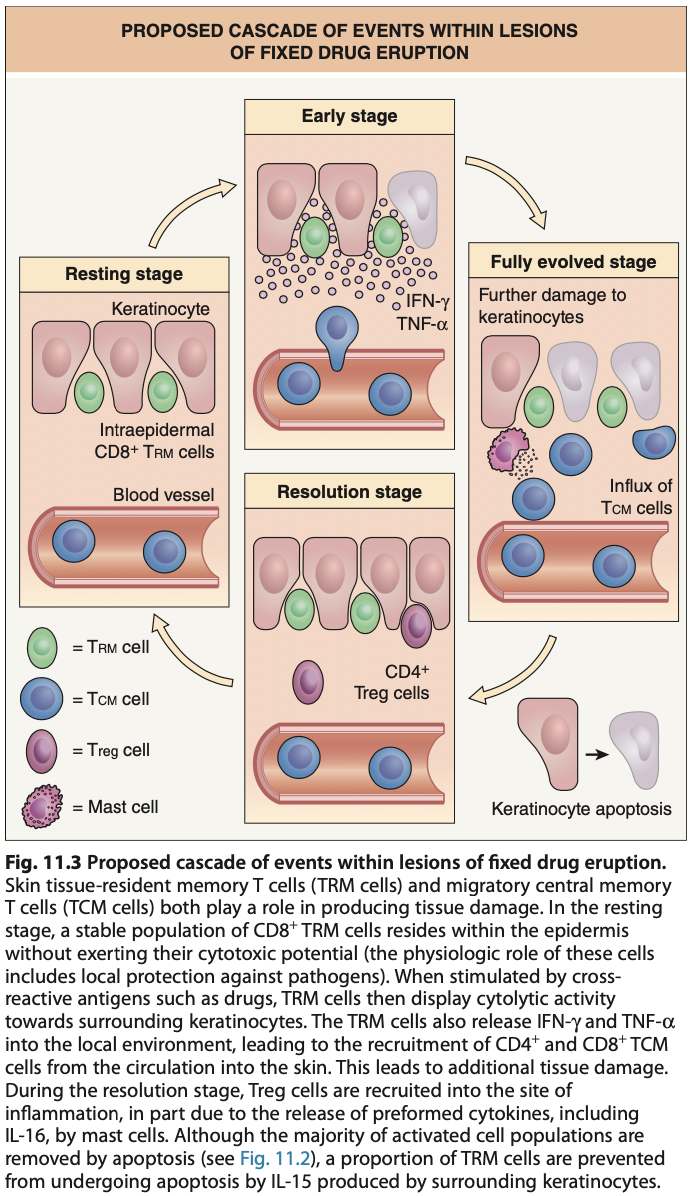 PROPOSED CASCADE OF EVENTS WITHIN LESIONS
OF FIXED DRUG ERUPTION
Early stage
IFN-γ
TNF-α
Resting stage
Keratinocyte
Intraepidermal
CD8⁺ TRM cells
Blood vessel
Fully evolved stage
Further damage to
keratinocytes
Influx of
TCM cells
Resolution stage
CD4⁺
Treg cells
= TRM cell
= TCM cell
= Treg cell
= Mast cell
Keratinocyte apoptosis
Fig. 11.3 Proposed cascade of events within lesions of fixed drug eruption.
Skin tissue-resident memory T cells (TRM cells) and migratory central memory
T cells (TCM cells) both play a role in producing tissue damage. In the resting
stage, a stable population of CD8⁺ TRM cells resides within the epidermis
without exerting their cytotoxic potential (the physiologic role of these cells
includes local protection against pathogens). When stimulated by cross-
reactive antigens such as drugs, TRM cells then display cytolytic activity
towards surrounding keratinocytes. The TRM cells also release IFN-γ and TNF-α
into the local environment, leading to the recruitment of CD4⁺ and CD8⁺ TCM
cells from the circulation into the skin. This leads to additional tissue damage.
During the resolution stage, Treg cells are recruited into the site of
inflammation, in part due to the release of preformed cytokines, including
IL-16, by mast cells. Although the majority of activated cell populations are
removed by apoptosis (see Fig. 11.2), a proportion of TRM cells are prevented
from undergoing apoptosis by IL-15 produced by surrounding keratinocytes.